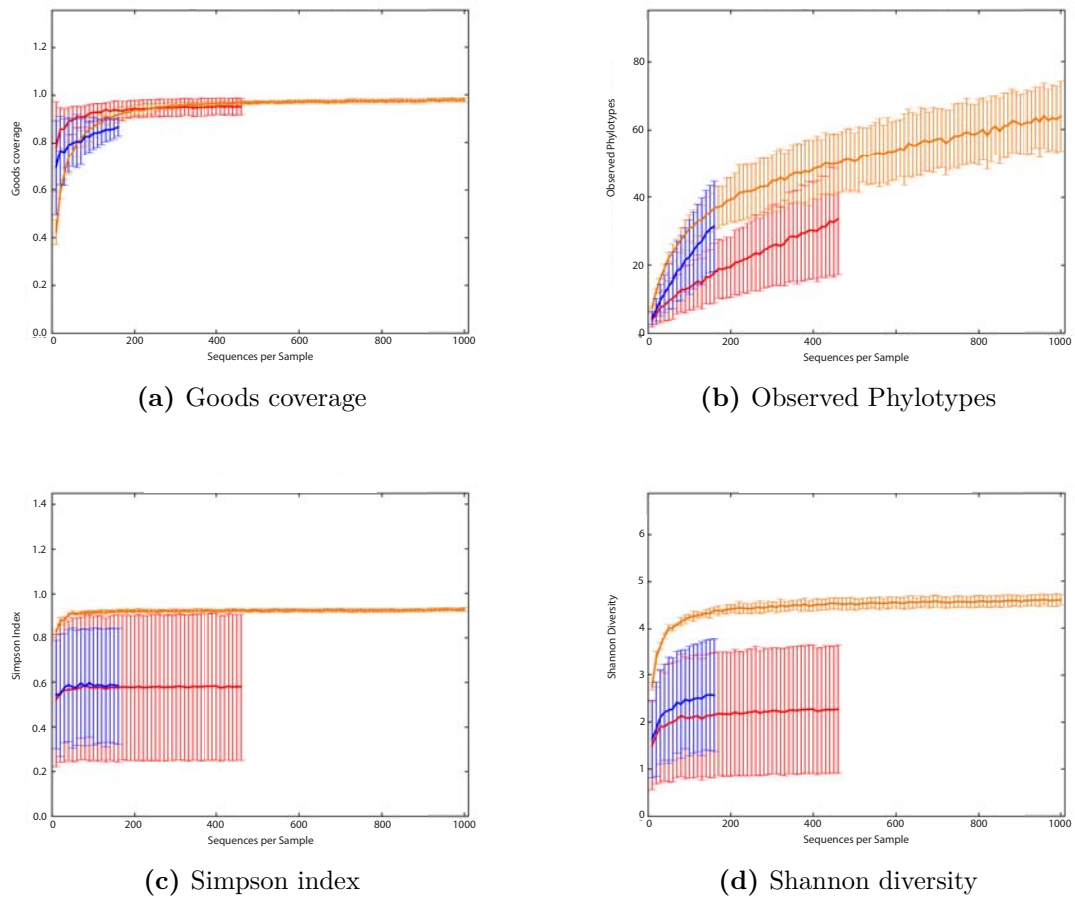 1.2
1.0
0.8
0.6
0.4
0.2
0.0
Goods coverage
0 200 400 600 800 1000
Sequences per Sample
(a) Goods coverage
80
60
40
20
0
Observed Phylotypes
0 200 400 600 800 1000
Sequences per Sample
(b) Observed Phylotypes
1.4
1.2
1.0
0.8
0.6
0.4
0.2
0.0
Simpson Index
0 200 400 600 800 1000
Sequences per Sample
(c) Simpson index
6
5
4
3
2
1
0
Shannon Diversity
0 200 400 600 800 1000
Sequences per Sample
(d) Shannon diversity